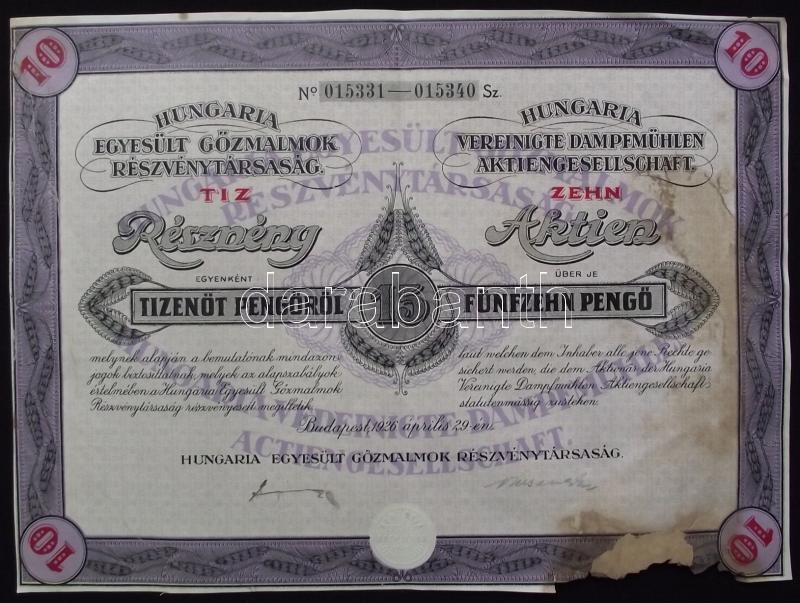 10
10
Nº 015331—015340 Sz.
HUNGARIA
EGYESÜLT GŐZMALMOK
RÉSZVÉNYTÁRSASÁG.
TIZ
Részvény
EGYENKÉNT
TIZENÖT PENGŐRŐL
HUNGARIA
VEREINIGTE DAMPFMÜHLEN
AKTIENGESELLSCHAFT.
ZEHN
Aktien
ÜBER JE
FÜNFZEHN PENGŐ
15
darabanth
melynek alapján a bemutatónak mindazon
jogok biztosíttatnak, melyek az alapszabályok
értelmében a Hungária Egyesült Gőzmalmok
Részvénytársaság részvényeseit megilletik.
laut welchen dem Inhaber alle jene Rechte ge
sichert werden, die dem Aktionär der Hungaria
Vereinigte Dampfmühlen Aktiengesellschaft
statutenmässig zustehen.
Budapest, 1926 április 29-én.
HUNGARIA EGYESÜLT GŐZMALMOK RÉSZVÉNYTÁRSASÁG.
10
10